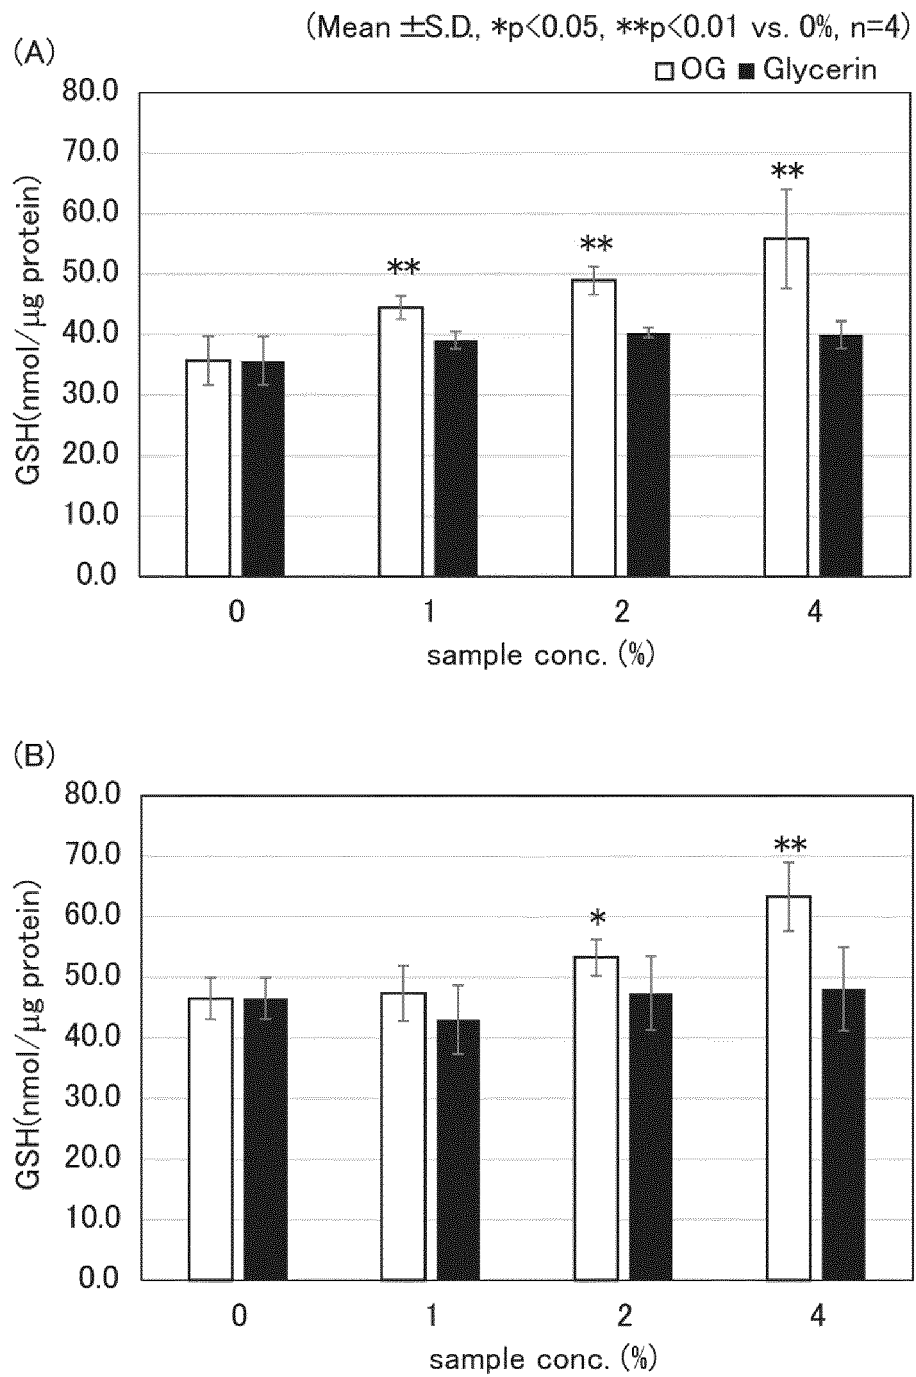 (Mean ±S.D., *p<0.05, **p<0.01 vs. 0%, n=4)
(A)
□OG ■Glycerin
80.0
70.0
60.0
50.0
40.0
30.0
20.0
10.0
0.0
GSH(nmol/μg protein)
** ** **
0 1 2 4
sample conc. (%)
(B)
80.0
70.0
60.0
50.0
40.0
30.0
20.0
10.0
0.0
GSH(nmol/μg protein)
* **
0 1 2 4
sample conc. (%)